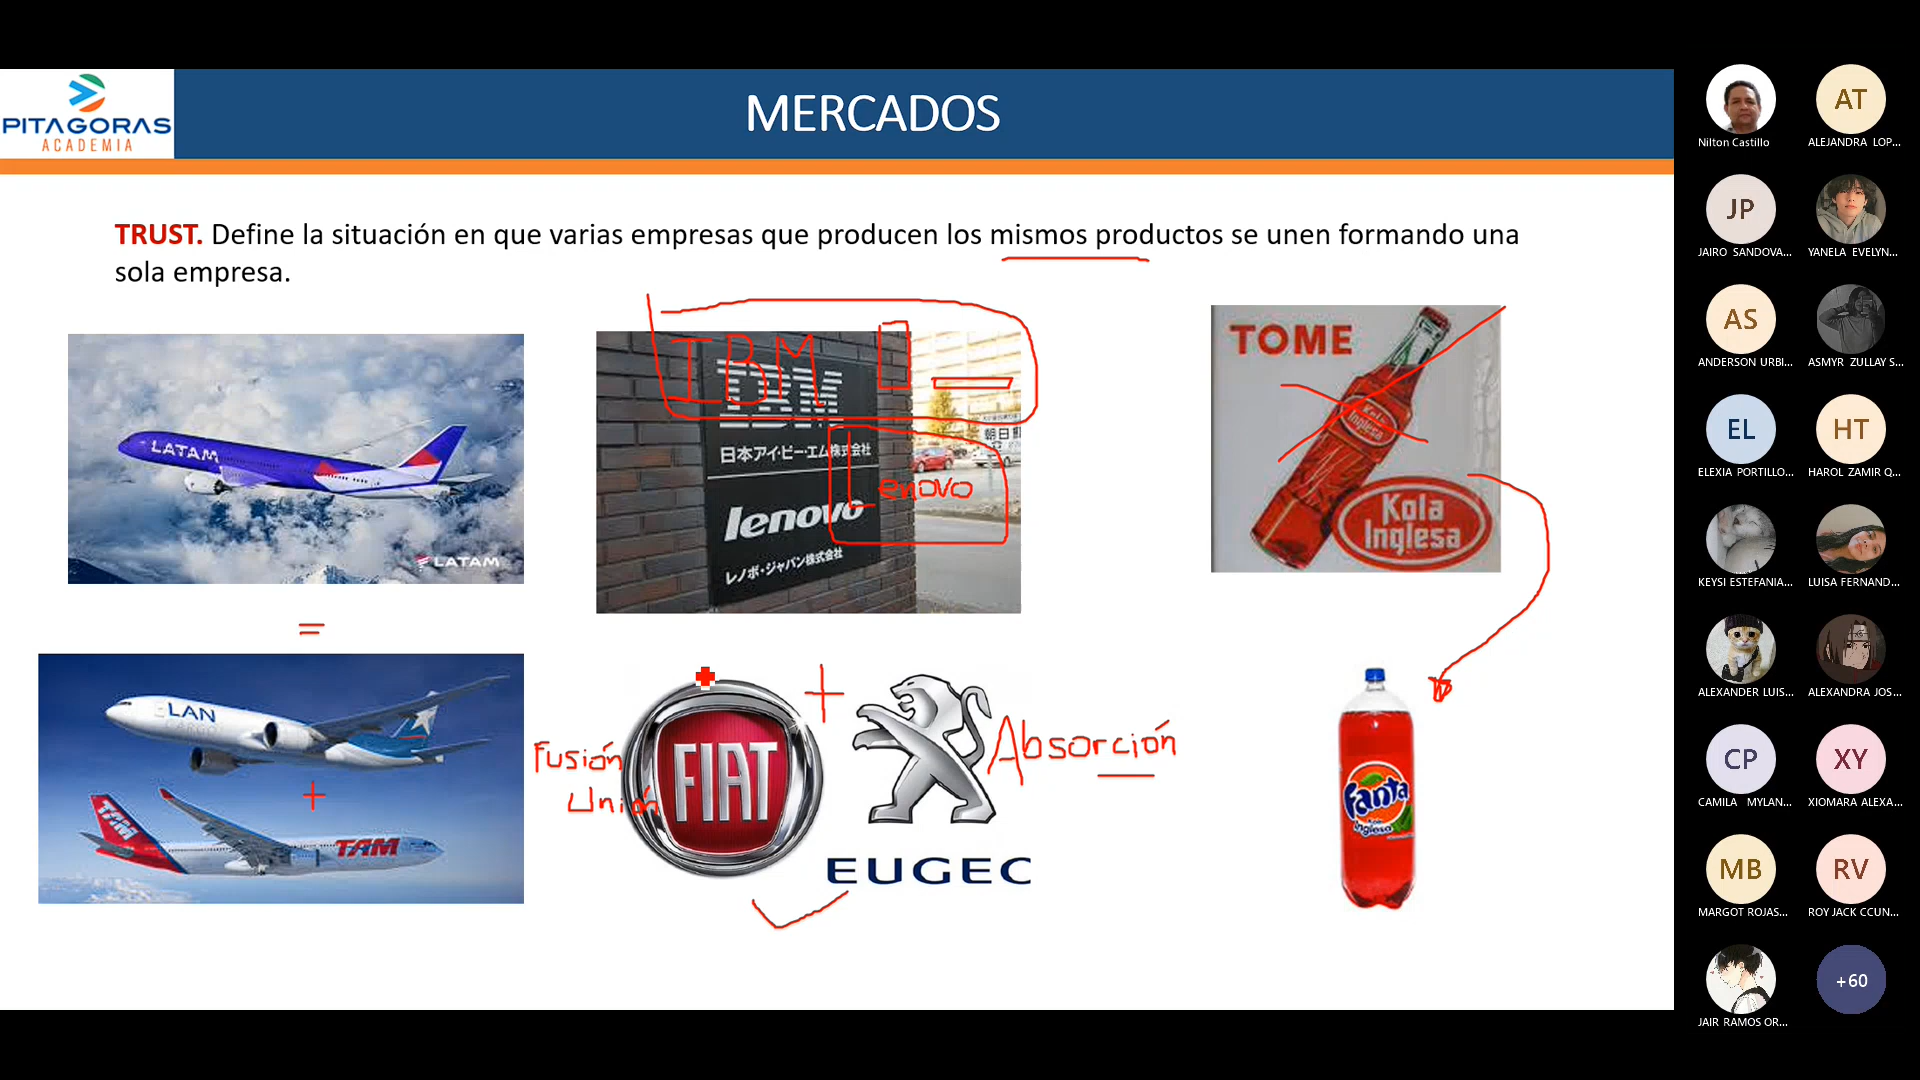 PITAGORAS
ACADEMIA
MERCADOS
TRUST. Define la situación en que varias empresas que producen los mismos productos se unen formando una
sola empresa.
LATAM
LATAM
=
LAN
CARGO
+
TAM
TAM
IBM
IBM
日本アイ・ビー・エム株式会社
朝日
lenovo
Lenovo
レノボ・ジャパン株式会社
Fusión
Unión
FIAT
+
Absorción
EUGEC
TOME
Kola
Inglesa
Kola
Inglesa
fanta
Inglesa
Nilton Castillo
AT
ALEJANDRA LOP...
JP
JAIRO SANDOVA...
YANELA EVELYN...
AS
ANDERSON URBI...
ASMYR ZULLAY S...
EL
ELEXIA PORTILLO...
HT
HAROL ZAMIR Q...
KEYSI ESTEFANIA...
LUISA FERNAND...
ALEXANDER LUIS...
ALEXANDRA JOS...
CP
CAMILA MYLAN...
XY
XIOMARA ALEXA...
MB
MARGOT ROJAS...
RV
ROY JACK CCUN...
JAIR RAMOS OR...
+60